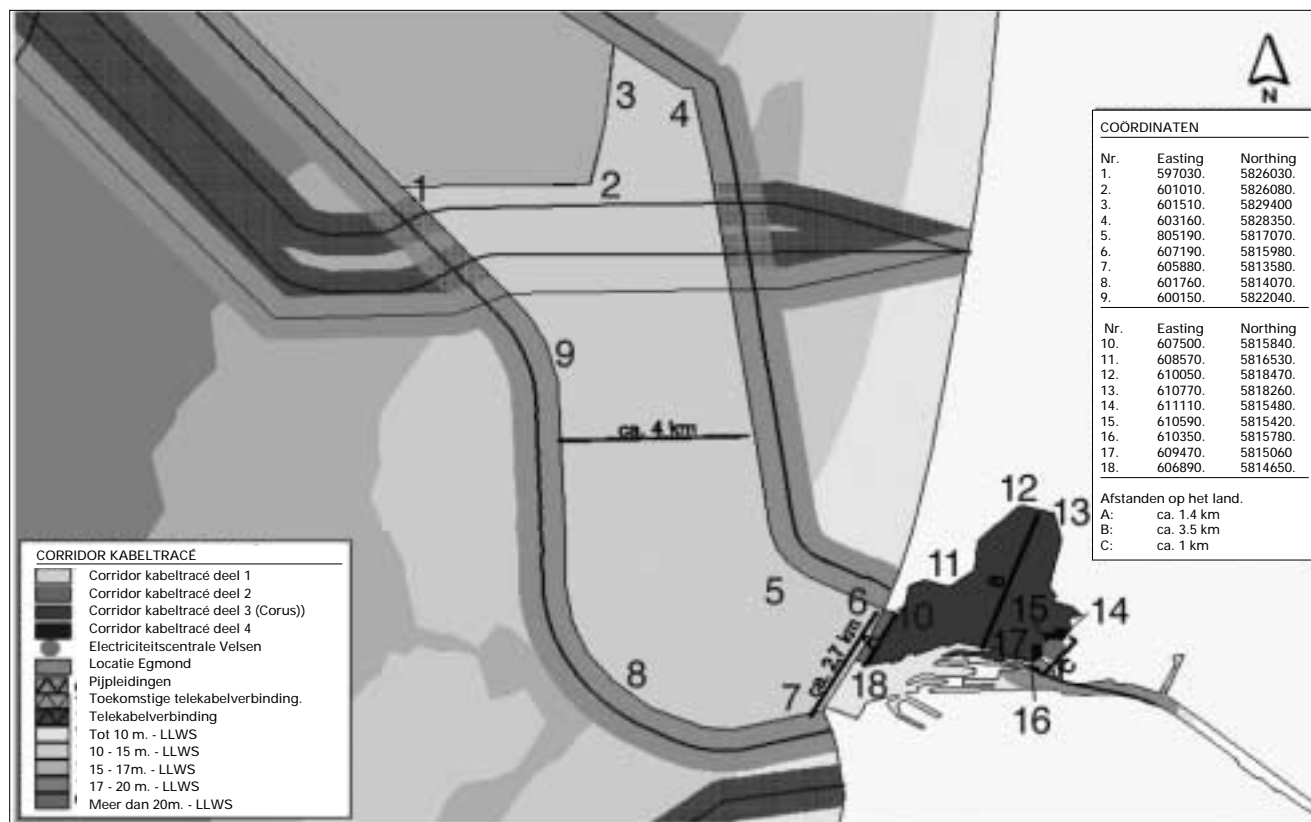 3
4
1
2
9
ca. 4 km
5
6
10
11
12
13
14
15
16
17
18
7
8
ca. 2.7 km
A
B
C
N
COÖRDINATEN
Nr. Easting Northing
1. 597030. 5826030.
2. 601010. 5826080.
3. 601510. 5829400
4. 603160. 5828350.
5. 805190. 5817070.
6. 607190. 5815980.
7. 605880. 5813580.
8. 601760. 5814070.
9. 600150. 5822040.
Nr. Easting Northing
10. 607500. 5815840.
11. 608570. 5816530.
12. 610050. 5818470.
13. 610770. 5818260.
14. 611110. 5815480.
15. 610590. 5815420.
16. 610350. 5815780.
17. 609470. 5815060
18. 606890. 5814650.
Afstanden op het land.
A: ca. 1.4 km
B: ca. 3.5 km
C: ca. 1 km
CORRIDOR KABELTRACÉ
Corridor kabeltracé deel 1
Corridor kabeltracé deel 2
Corridor kabeltracé deel 3 (Corus))
Corridor kabeltracé deel 4
Electriciteitscentrale Velsen
Locatie Egmond
Pijpleidingen
Toekomstige telekabelverbinding.
Telekabelverbinding
Tot 10 m. - LLWS
10 - 15 m. - LLWS
15 - 17m. - LLWS
17 - 20 m. - LLWS
Meer dan 20m. - LLWS